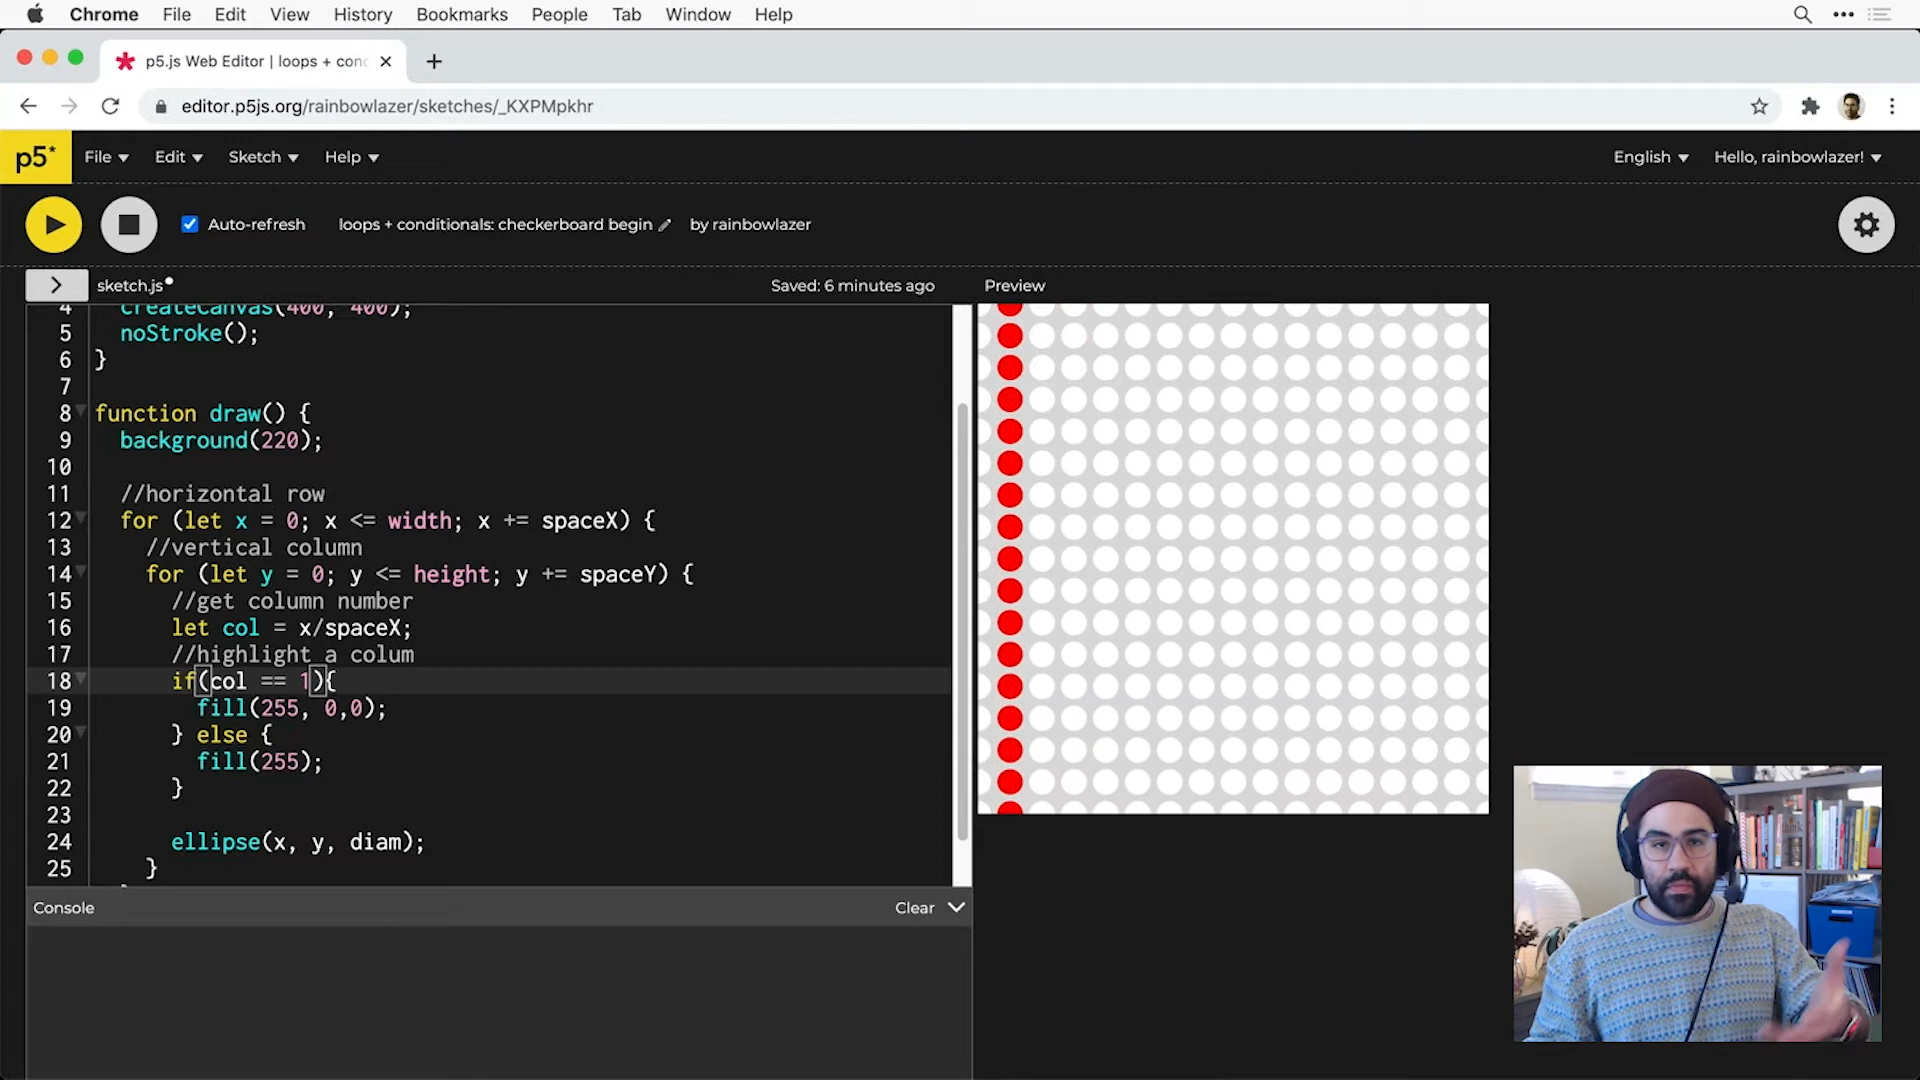 Chrome File Edit View History Bookmarks People Tab Window Help
p5.js Web Editor | loops + conc
editor.p5js.org/rainbowlazer/sketches/_KXPMpkhr
p5* File Edit Sketch Help English Hello, rainbowlazer!
Auto-refresh loops + conditionals: checkerboard begin by rainbowlazer
sketch.js Saved: 6 minutes ago Preview
4 createCanvas(400, 400);
5 noStroke();
6 }
7
8 function draw() {
9 background(220);
10
11 //horizontal row
12 for (let x = 0; x <= width; x += spaceX) {
13 //vertical column
14 for (let y = 0; y <= height; y += spaceY) {
15 //get column number
16 let col = x/spaceX;
17 //highlight a colum
18 if(col == 1){
19 fill(255, 0,0);
20 } else {
21 fill(255);
22 }
23
24 ellipse(x, y, diam);
25 }
Console Clear